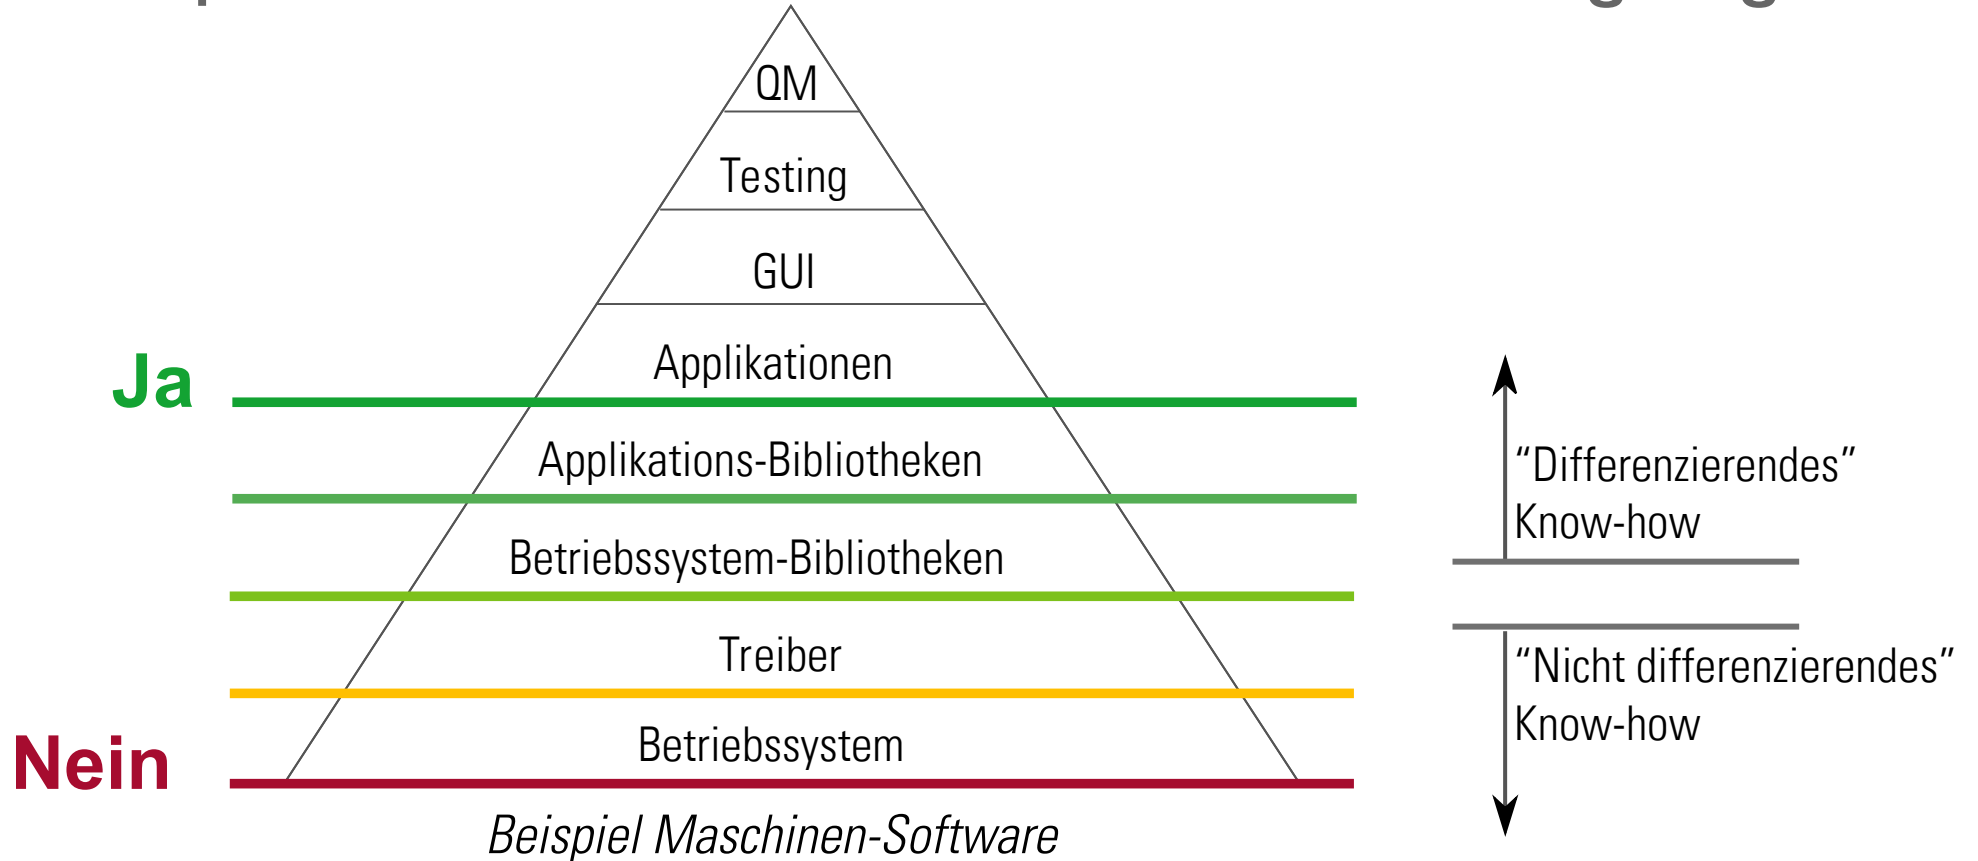 QM
Testing
GUI
Applikationen
Ja
Applikations-Bibliotheken
“Differenzierendes”
Know-how
Betriebssystem-Bibliotheken
Treiber
“Nicht differenzierendes”
Know-how
Betriebssystem
Nein
Beispiel Maschinen-Software